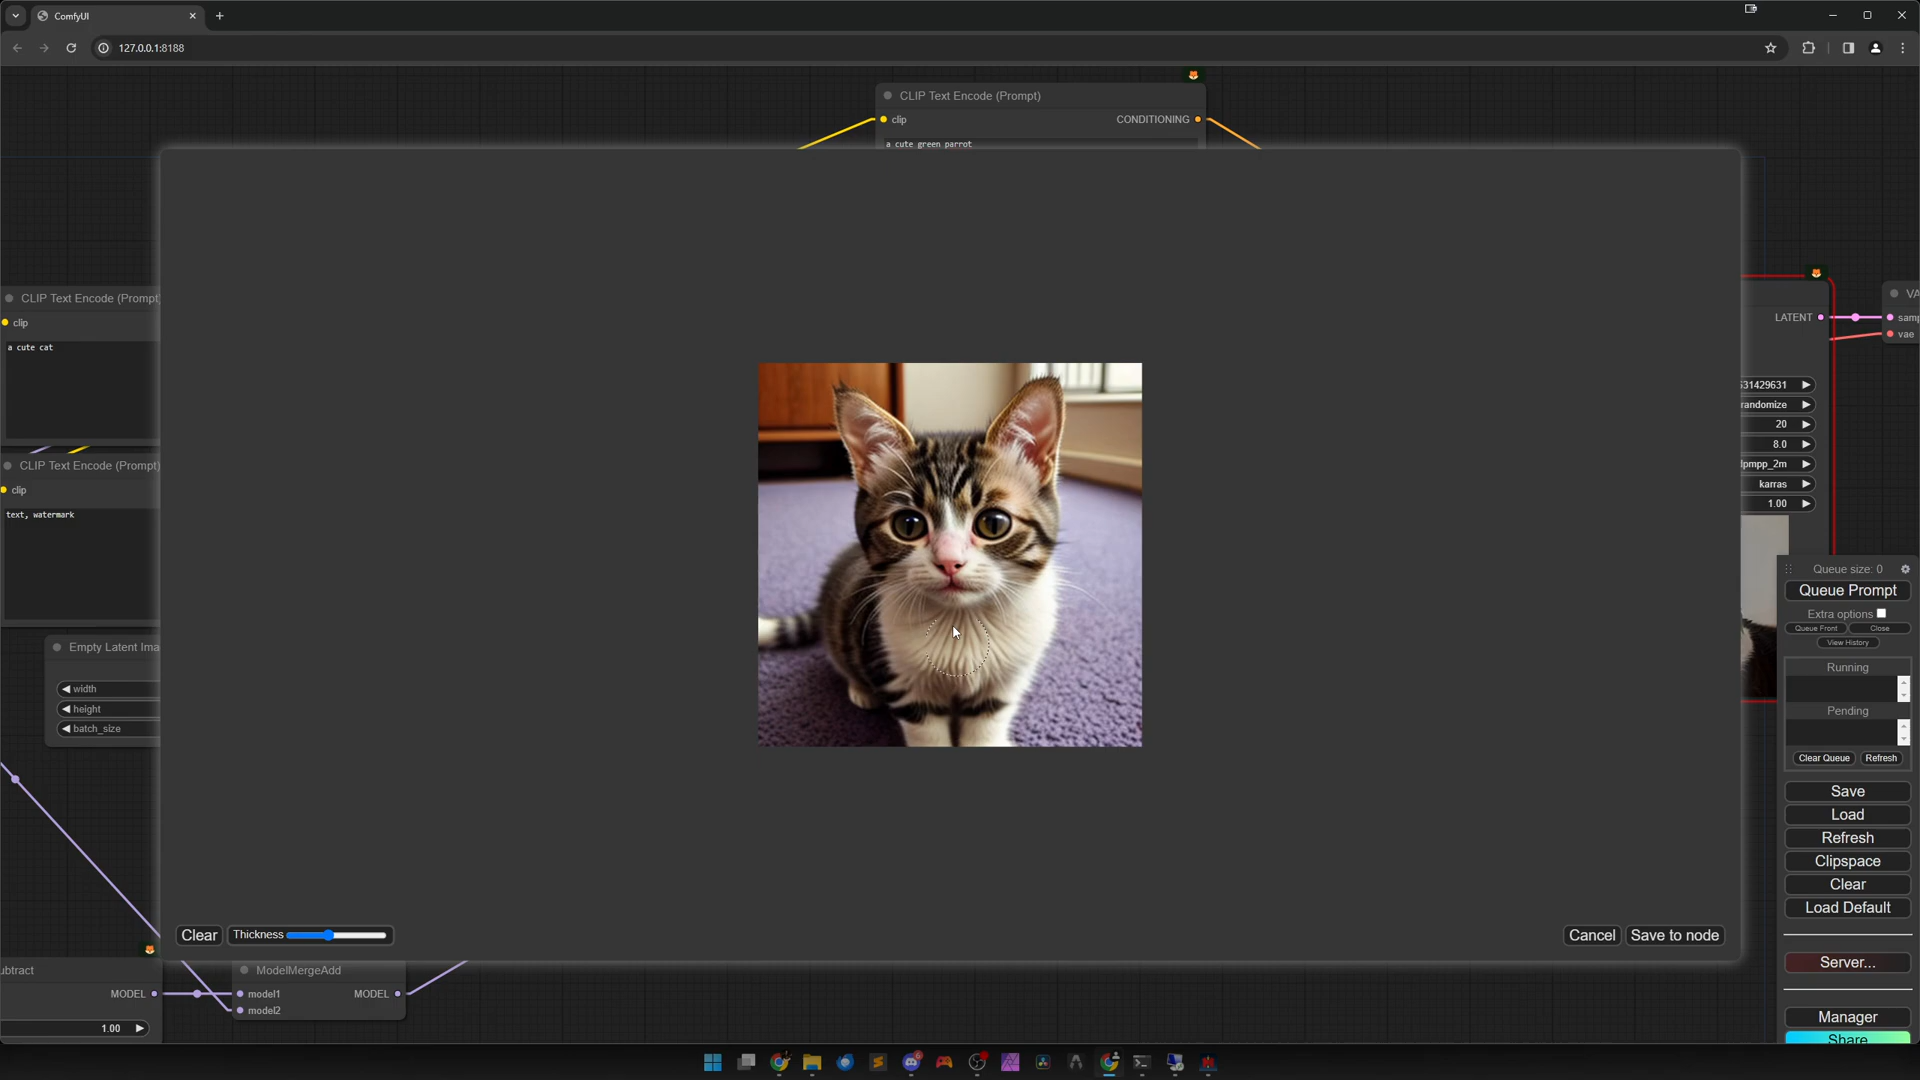 ComfyUI
127.0.0.1:8188
CLIP Text Encode (Prompt)
clip
CONDITIONING
a cute green parrot
CLIP Text Encode (Prompt)
clip
a cute cat
CLIP Text Encode (Prompt)
clip
text, watermark
Empty Latent Ima
width
height
batch_size
LATENT
VA
samp
vae
631429631
randomize
20
8.0
dpmpp_2m
karras
1.00
Queue size: 0
Queue Prompt
Extra options
Queue Front
Close
View History
Running
Pending
Clear Queue
Refresh
Save
Load
Refresh
Clipspace
Clear
Load Default
Server...
Manager
Share
Clear
Thickness
Cancel
Save to node
ubtract
MODEL
1.00
ModelMergeAdd
model1
MODEL
model2